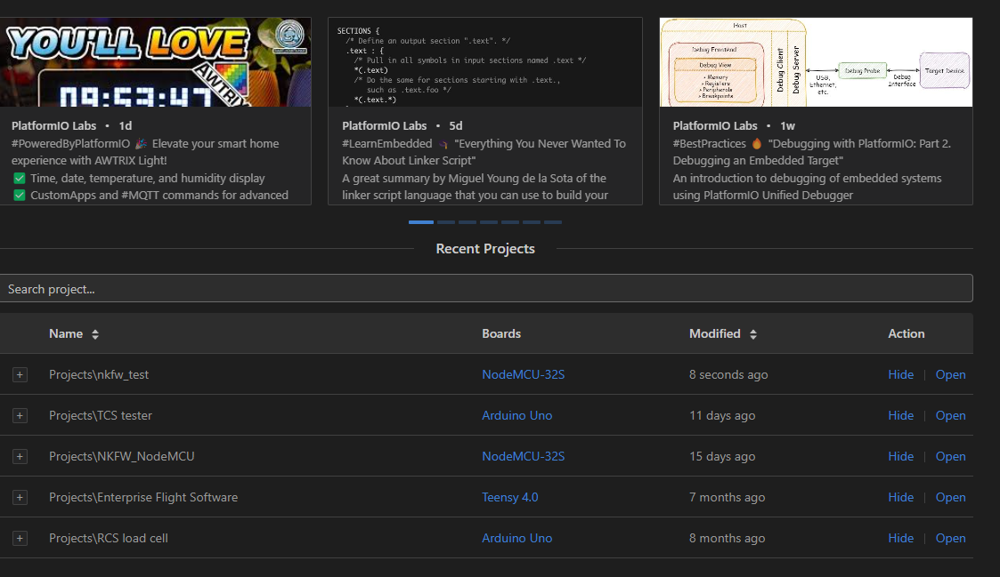 YOU'LL LOVE
AWTRI
09:53:47
PlatformIO Labs • 1d
#PoweredByPlatformIO 🎉 Elevate your smart home
experience with AWTRIX Light!
✅ Time, date, temperature, and humidity display
✅ CustomApps and #MQTT commands for advanced
SECTIONS {
/* Define an output section ".text". */
.text : {
/* Pull in all symbols in input sections named .text */
*(.text)
/* Do the same for sections starting with .text.,
such as .text.foo */
*(.text.*)
PlatformIO Labs • 5d
#LearnEmbedded "Everything You Never Wanted To
Know About Linker Script"
A great summary by Miguel Young de la Sota of the
linker script language that you can use to build your
Host
Debug Frontend
Debug View
• Memory
• Registers
• Peripherals
• Breakpoints
Debug Client
Debug Server
USB,
Ethernet,
etc.
Debug Probe
Debug
Interface
Target Device
PlatformIO Labs • 1w
#BestPractices 🔥 "Debugging with PlatformIO: Part 2.
Debugging an Embedded Target"
An introduction to debugging of embedded systems
using PlatformIO Unified Debugger
Recent Projects
Search project...
Name Boards Modified Action
+ Projects\nkfw_test NodeMCU-32S 8 seconds ago Hide | Open
+ Projects\TCS tester Arduino Uno 11 days ago Hide | Open
+ Projects\NKFW_NodeMCU NodeMCU-32S 15 days ago Hide | Open
+ Projects\Enterprise Flight Software Teensy 4.0 7 months ago Hide | Open
+ Projects\RCS load cell Arduino Uno 8 months ago Hide | Open